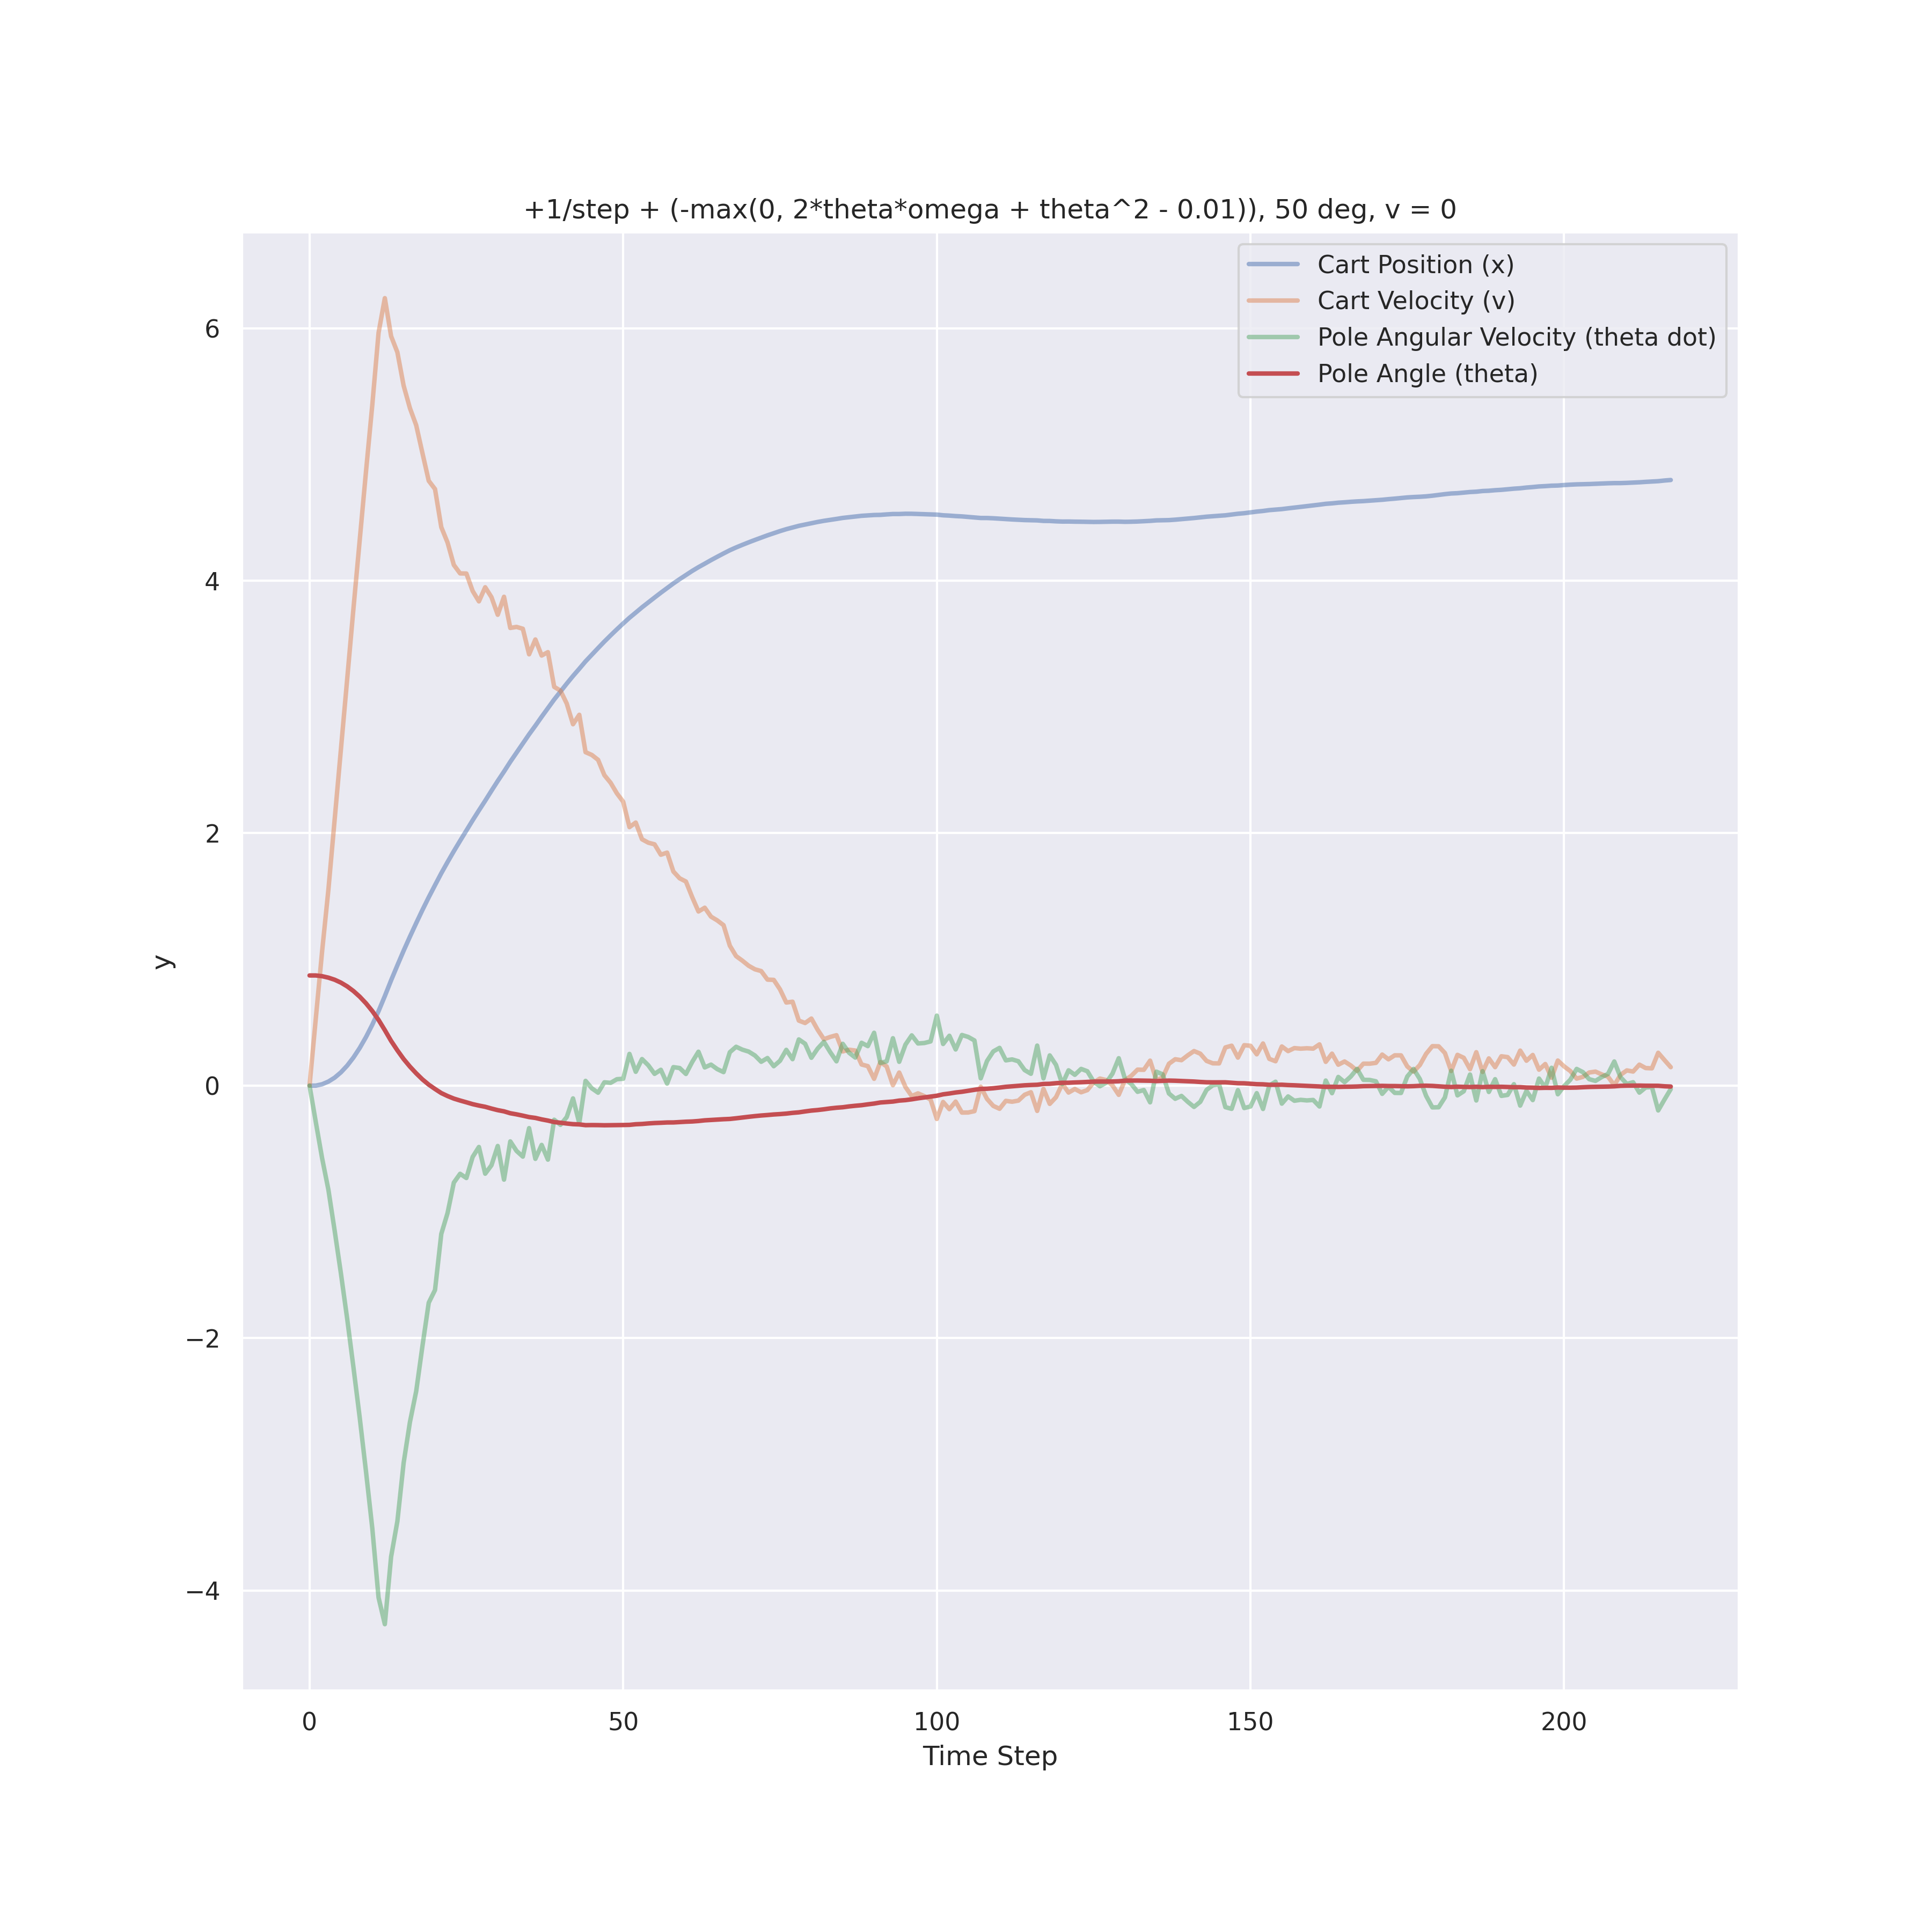 +1/step + (-max(0, 2*theta*omega + theta^2 - 0.01)), 50 deg, v = 0
Cart Position (x)
Cart Velocity (v)
Pole Angular Velocity (theta dot)
Pole Angle (theta)
6
4
2
0
−2
−4
y
0 50 100 150 200
Time Step